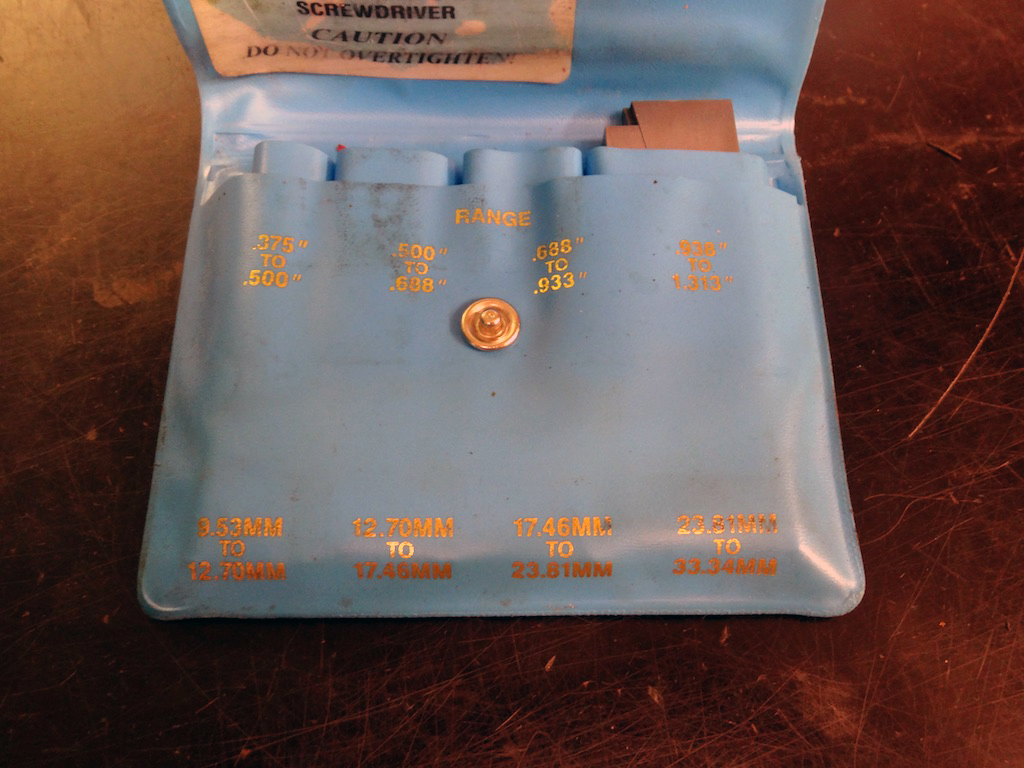 SCREWDRIVER
CAUTION
DO NOT OVERTIGHTEN!
RANGE
.375" .500" .688" .938"
TO TO TO TO
.500" .688" .933" 1.313"
9.53MM 12.70MM 17.46MM 23.81MM
TO TO TO TO
12.70MM 17.46MM 23.81MM 33.34MM